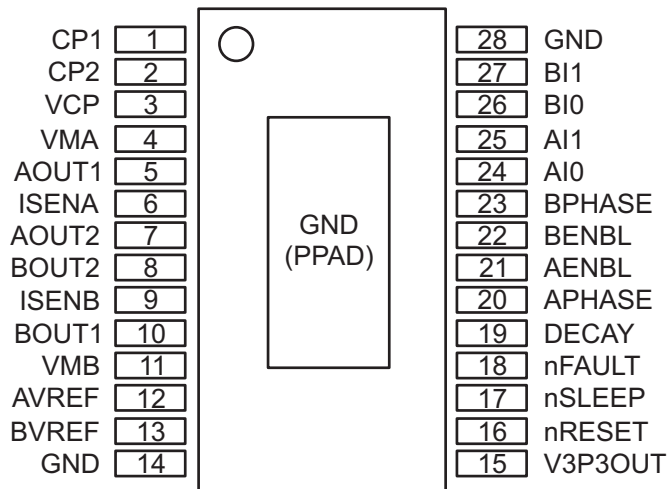 CP1 1 28 GND
CP2 2 27 BI1
VCP 3 26 BI0
VMA 4 25 AI1
AOUT1 5 24 AI0
ISENA 6 23 BPHASE
AOUT2 7 22 BENBL
BOUT2 8 21 AENBL
ISENB 9 20 APHASE
BOUT1 10 19 DECAY
VMB 11 18 nFAULT
AVREF 12 17 nSLEEP
BVREF 13 16 nRESET
GND 14 15 V3P3OUT
GND
(PPAD)